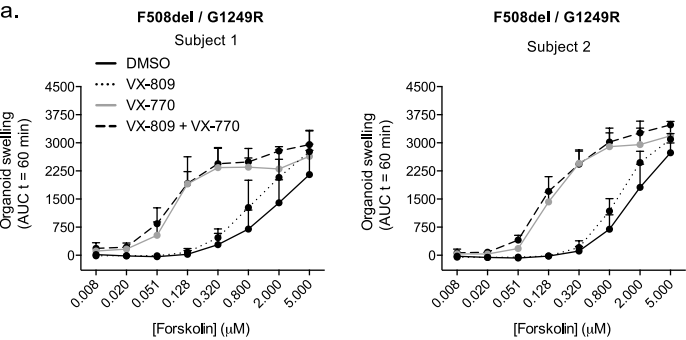 a.
F508del / G1249R
Subject 1
DMSO
VX-809
VX-770
VX-809 + VX-770
Organoid swelling
(AUC t = 60 min)
4500
3750
3000
2250
1500
750
0
0.008
0.020
0.051
0.128
0.320
0.800
2.000
5.000
[Forskolin] (μM)
F508del / G1249R
Subject 2
Organoid swelling
(AUC t = 60 min)
4500
3750
3000
2250
1500
750
0
0.008
0.020
0.051
0.128
0.320
0.800
2.000
5.000
[Forskolin] (μM)